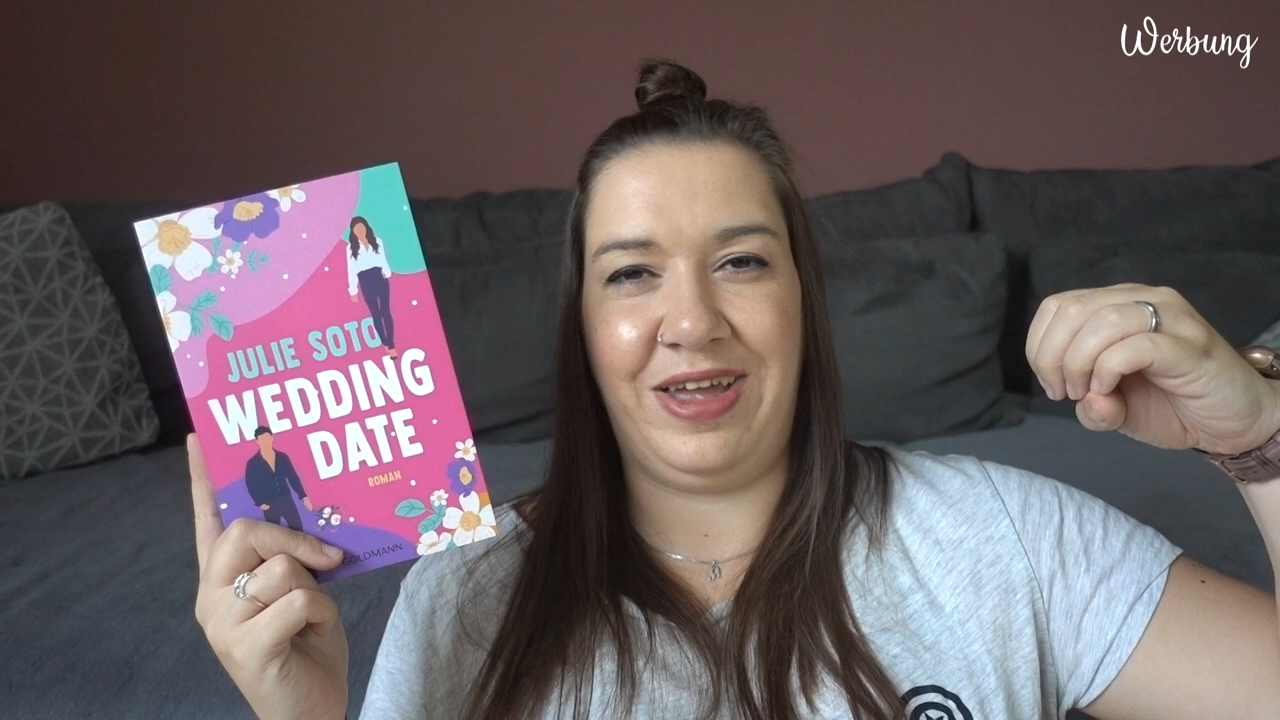 Werbung
JULIE SOTO
WEDDING
DATE
ROMAN
GOLDMANN